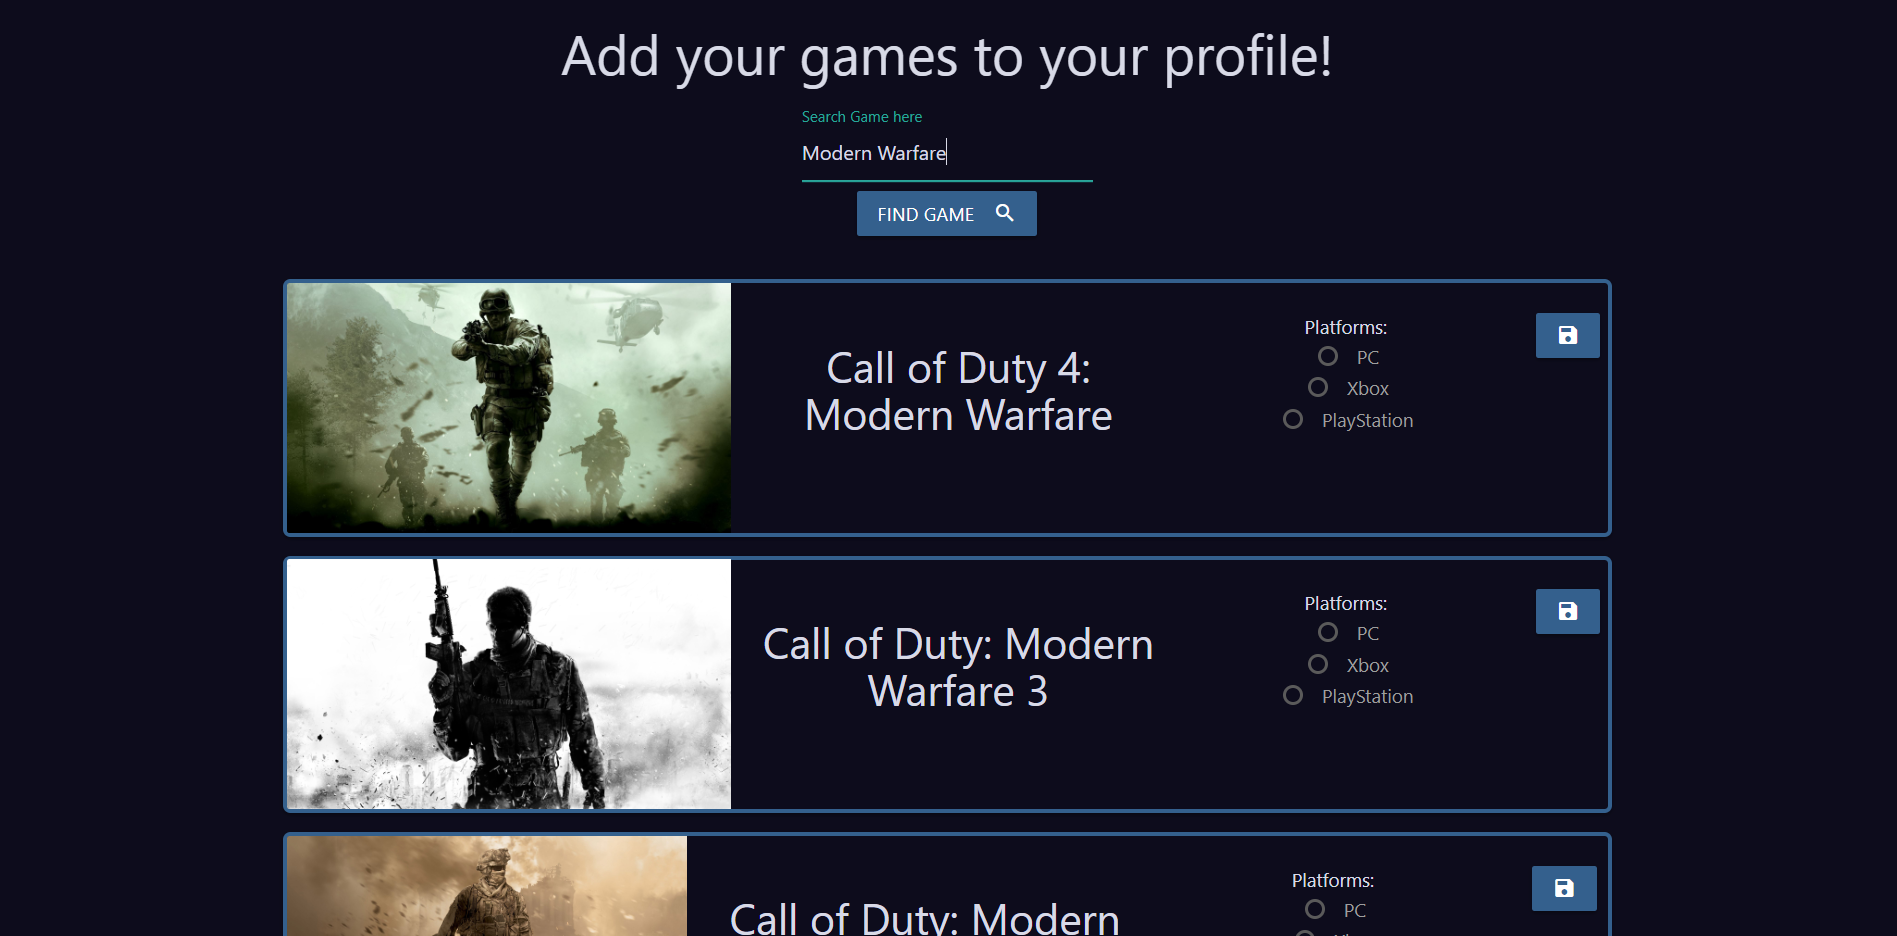 Add your games to your profile!
Search Game here
Modern Warfare
FIND GAME
Call of Duty 4:
Modern Warfare
Platforms:
PC
Xbox
PlayStation
Call of Duty: Modern
Warfare 3
Platforms:
PC
Xbox
PlayStation
Call of Duty: Modern
Platforms:
PC